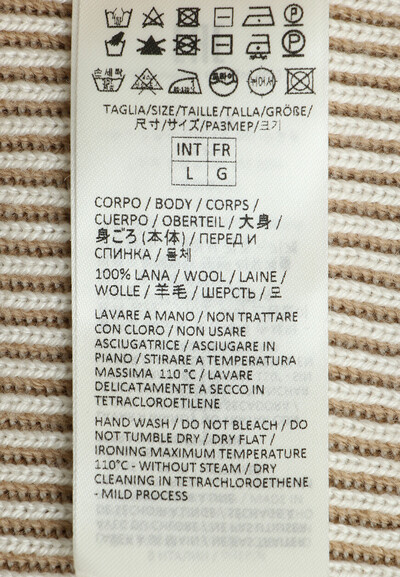 TAGLIA/SIZE/TAILLE/TALLA/GRÖßE/
尺寸/サイズ/РАЗМЕР/크기
INT FR
L G
CORPO / BODY / CORPS /
CUERPO / OBERTEIL / 大身 /
身ごろ (本体) / ПЕРЕД И
СПИНКА / 몸체
100% LANA / WOOL / LAINE /
WOLLE / 羊毛 / ШЕРСТЬ / 모
LAVARE A MANO / NON TRATTARE
CON CLORO / NON USARE
ASCIUGATRICE / ASCIUGARE IN
PIANO / STIRARE A TEMPERATURA
MASSIMA 110 °C / LAVARE
DELICATAMENTE A SECCO IN
TETRACLOROETILENE
HAND WASH / DO NOT BLEACH / DO
NOT TUMBLE DRY / DRY FLAT /
IRONING MAXIMUM TEMPERATURE
110°C - WITHOUT STEAM / DRY
CLEANING IN TETRACHLOROETHENE
- MILD PROCESS